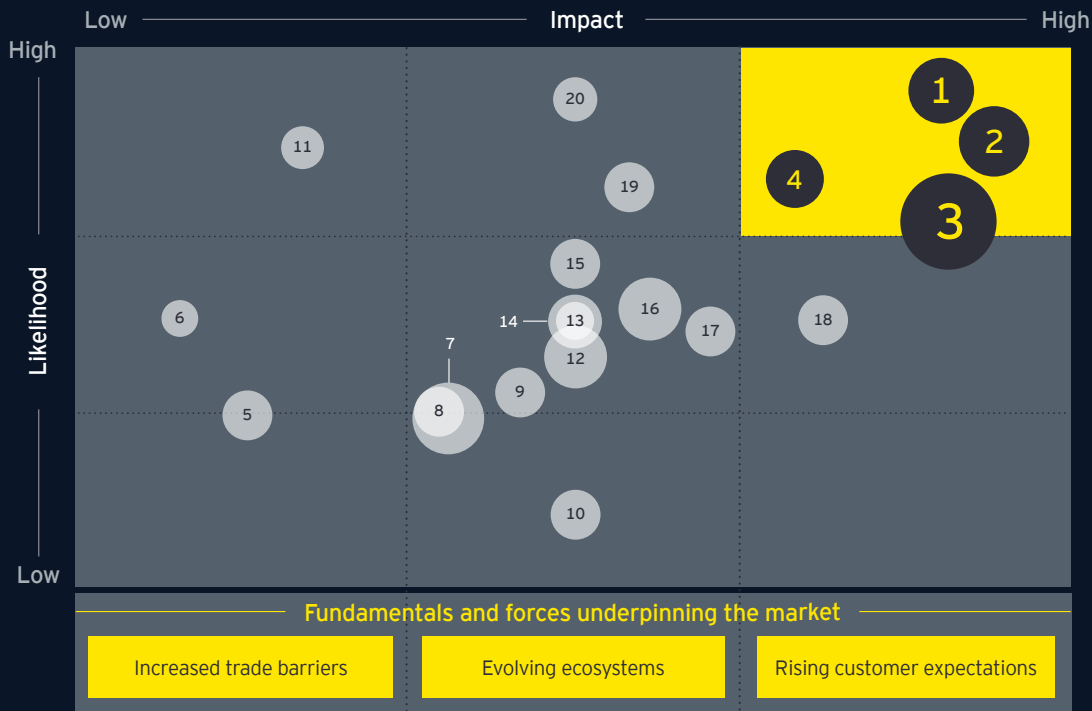 Low Impact High
High
20
1
11
2
4
19
3
15
6
14 13 16 17 18
7
12
8 9
5
10
Likelihood
Low
Fundamentals and forces underpinning the market
Increased trade barriers Evolving ecosystems Rising customer expectations